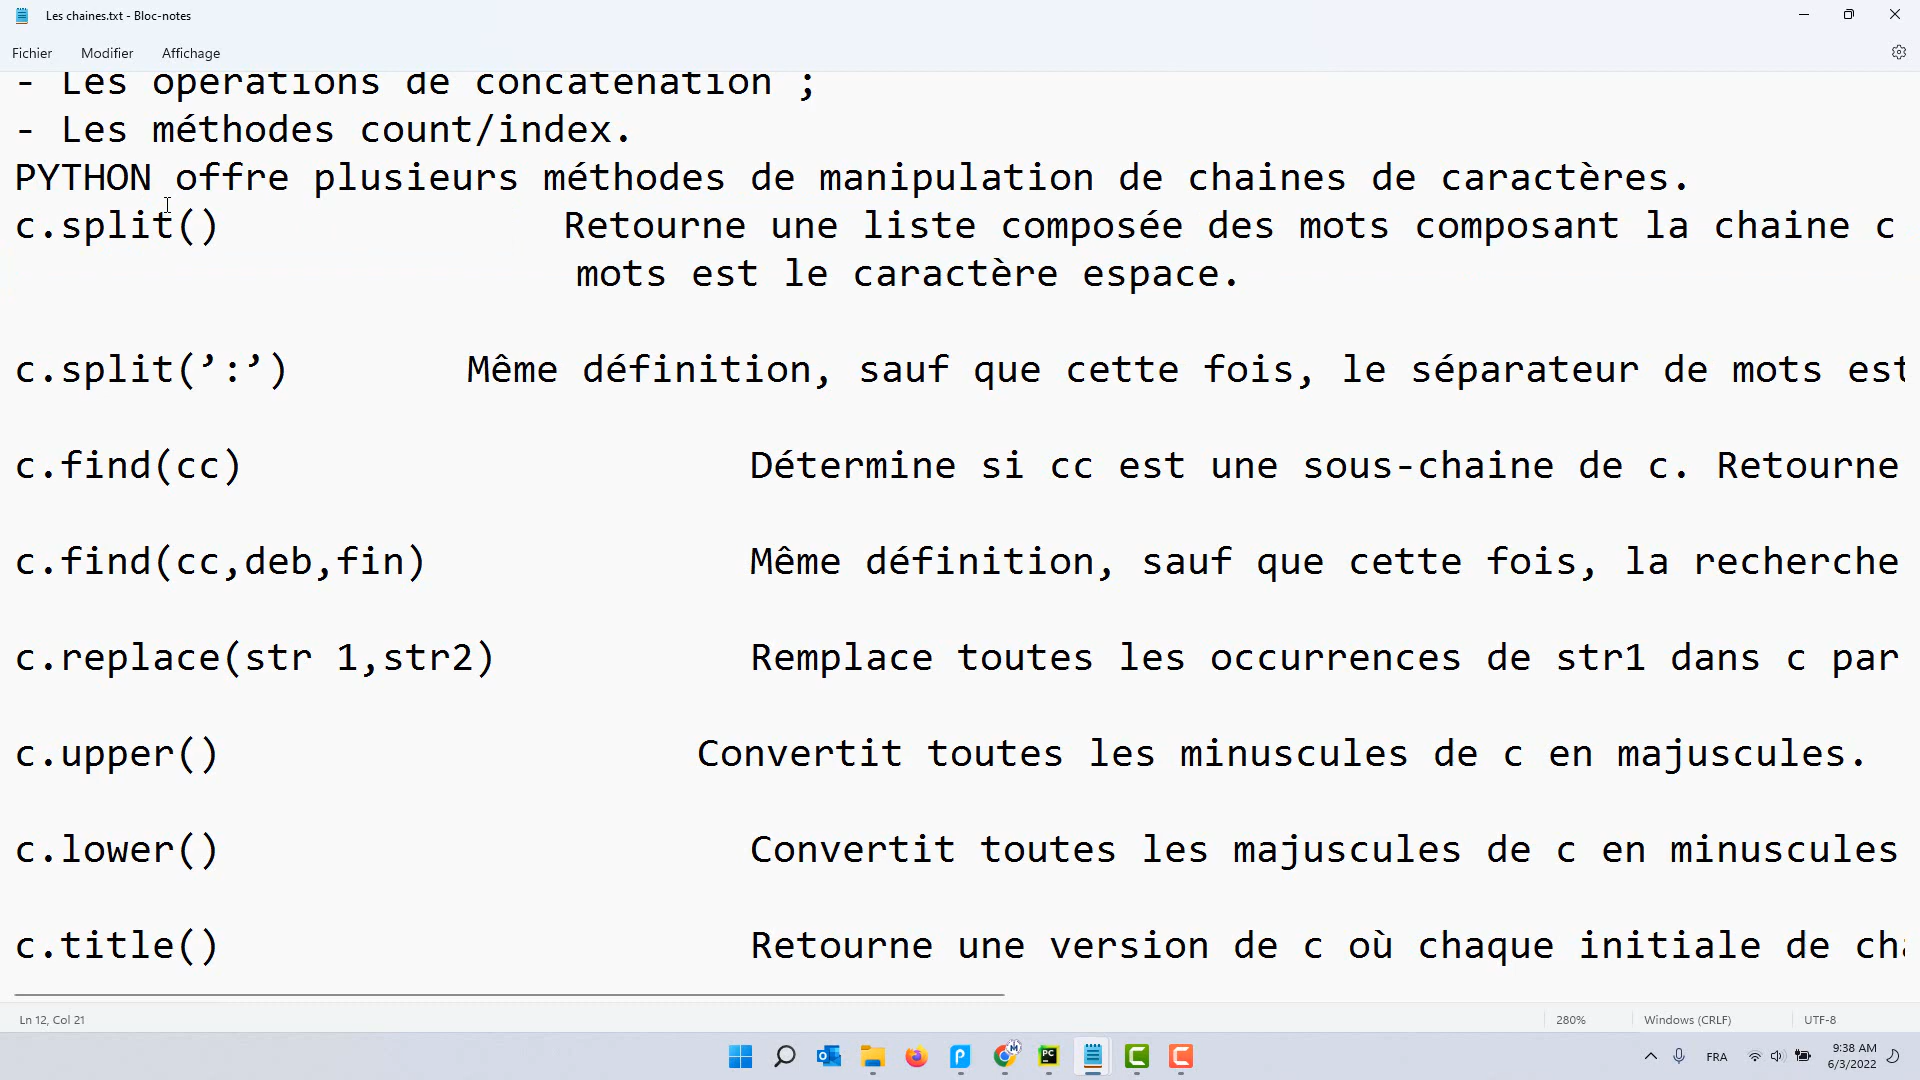 Les chaines.txt - Bloc-notes
Fichier Modifier Affichage
- Les opérations de concaténation ;
- Les méthodes count/index.
PYTHON offre plusieurs méthodes de manipulation de chaines de caractères.
c.split() Retourne une liste composée des mots composant la chaine c
mots est le caractère espace.
c.split(’:’) Même définition, sauf que cette fois, le séparateur de mots est
c.find(cc) Détermine si cc est une sous-chaine de c. Retourne
c.find(cc,deb,fin) Même définition, sauf que cette fois, la recherche
c.replace(str 1,str2) Remplace toutes les occurrences de str1 dans c par
c.upper() Convertit toutes les minuscules de c en majuscules.
c.lower() Convertit toutes les majuscules de c en minuscules
c.title() Retourne une version de c où chaque initiale de cha
Ln 12, Col 21 280% Windows (CRLF) UTF-8
FRA 9:38 AM
6/3/2022